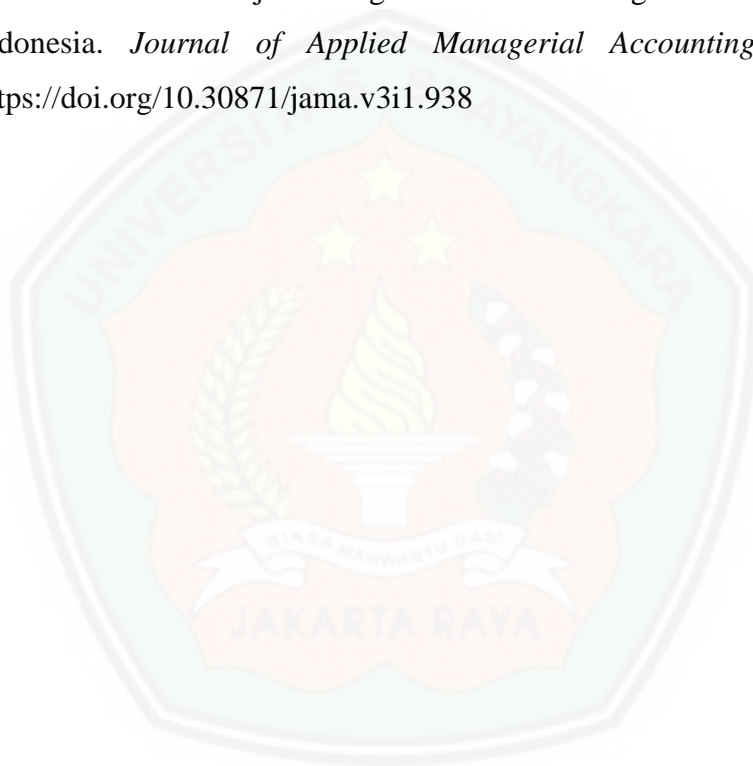 donesia. Journal of Applied Managerial Accounting
tps://doi.org/10.30871/jama.v3i1.938
UNIVERSITAS BHAYANGKARA
BIKSA MAHWASTU DASI
JAKARTA RAYA